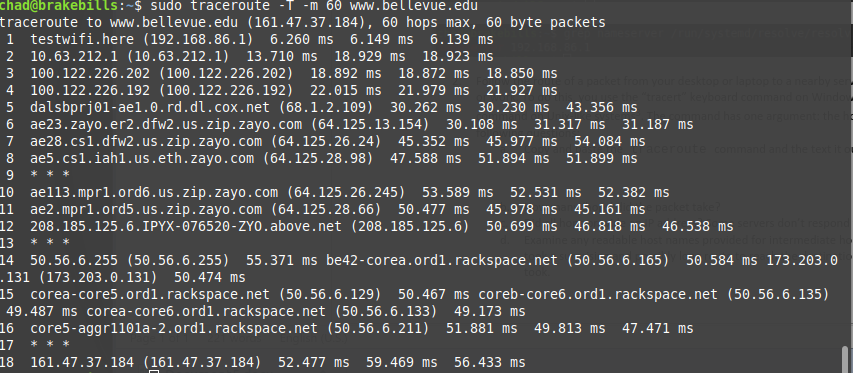 chad@brakebills:~$ sudo traceroute -T -m 60 www.bellevue.edu
traceroute to www.bellevue.edu (161.47.37.184), 60 hops max, 60 byte packets
1 testwifi.here (192.168.86.1) 6.260 ms 6.149 ms 6.139 ms
2 10.63.212.1 (10.63.212.1) 13.710 ms 18.929 ms 18.923 ms
3 100.122.226.202 (100.122.226.202) 18.892 ms 18.872 ms 18.850 ms
4 100.122.226.192 (100.122.226.192) 22.015 ms 21.979 ms 21.927 ms
5 dalsbprj01-ae1.0.rd.dl.cox.net (68.1.2.109) 30.262 ms 30.230 ms 43.356 ms
6 ae23.zayo.er2.dfw2.us.zip.zayo.com (64.125.13.154) 30.108 ms 31.317 ms 31.187 ms
7 ae28.cs1.dfw2.us.zip.zayo.com (64.125.26.24) 45.352 ms 45.977 ms 54.084 ms
8 ae5.cs1.iah1.us.eth.zayo.com (64.125.28.98) 47.588 ms 51.894 ms 51.899 ms
9 * * *
10 ae113.mpr1.ord6.us.zip.zayo.com (64.125.26.245) 53.589 ms 52.531 ms 52.382 ms
11 ae2.mpr1.ord5.us.zip.zayo.com (64.125.28.66) 50.477 ms 45.978 ms 45.161 ms
12 208.185.125.6.IPYX-076520-ZYO.above.net (208.185.125.6) 50.699 ms 46.818 ms 46.538 ms
13 * * *
14 50.56.6.255 (50.56.6.255) 55.371 ms be42-corea.ord1.rackspace.net (50.56.6.165) 50.584 ms 173.203.0
.131 (173.203.0.131) 50.474 ms
15 corea-core5.ord1.rackspace.net (50.56.6.129) 50.467 ms coreb-core6.ord1.rackspace.net (50.56.6.135)
49.487 ms corea-core6.ord1.rackspace.net (50.56.6.133) 49.173 ms
16 core5-aggr1101a-2.ord1.rackspace.net (50.56.6.211) 51.881 ms 49.813 ms 47.471 ms
17 * * *
18 161.47.37.184 (161.47.37.184) 52.477 ms 59.469 ms 56.433 ms